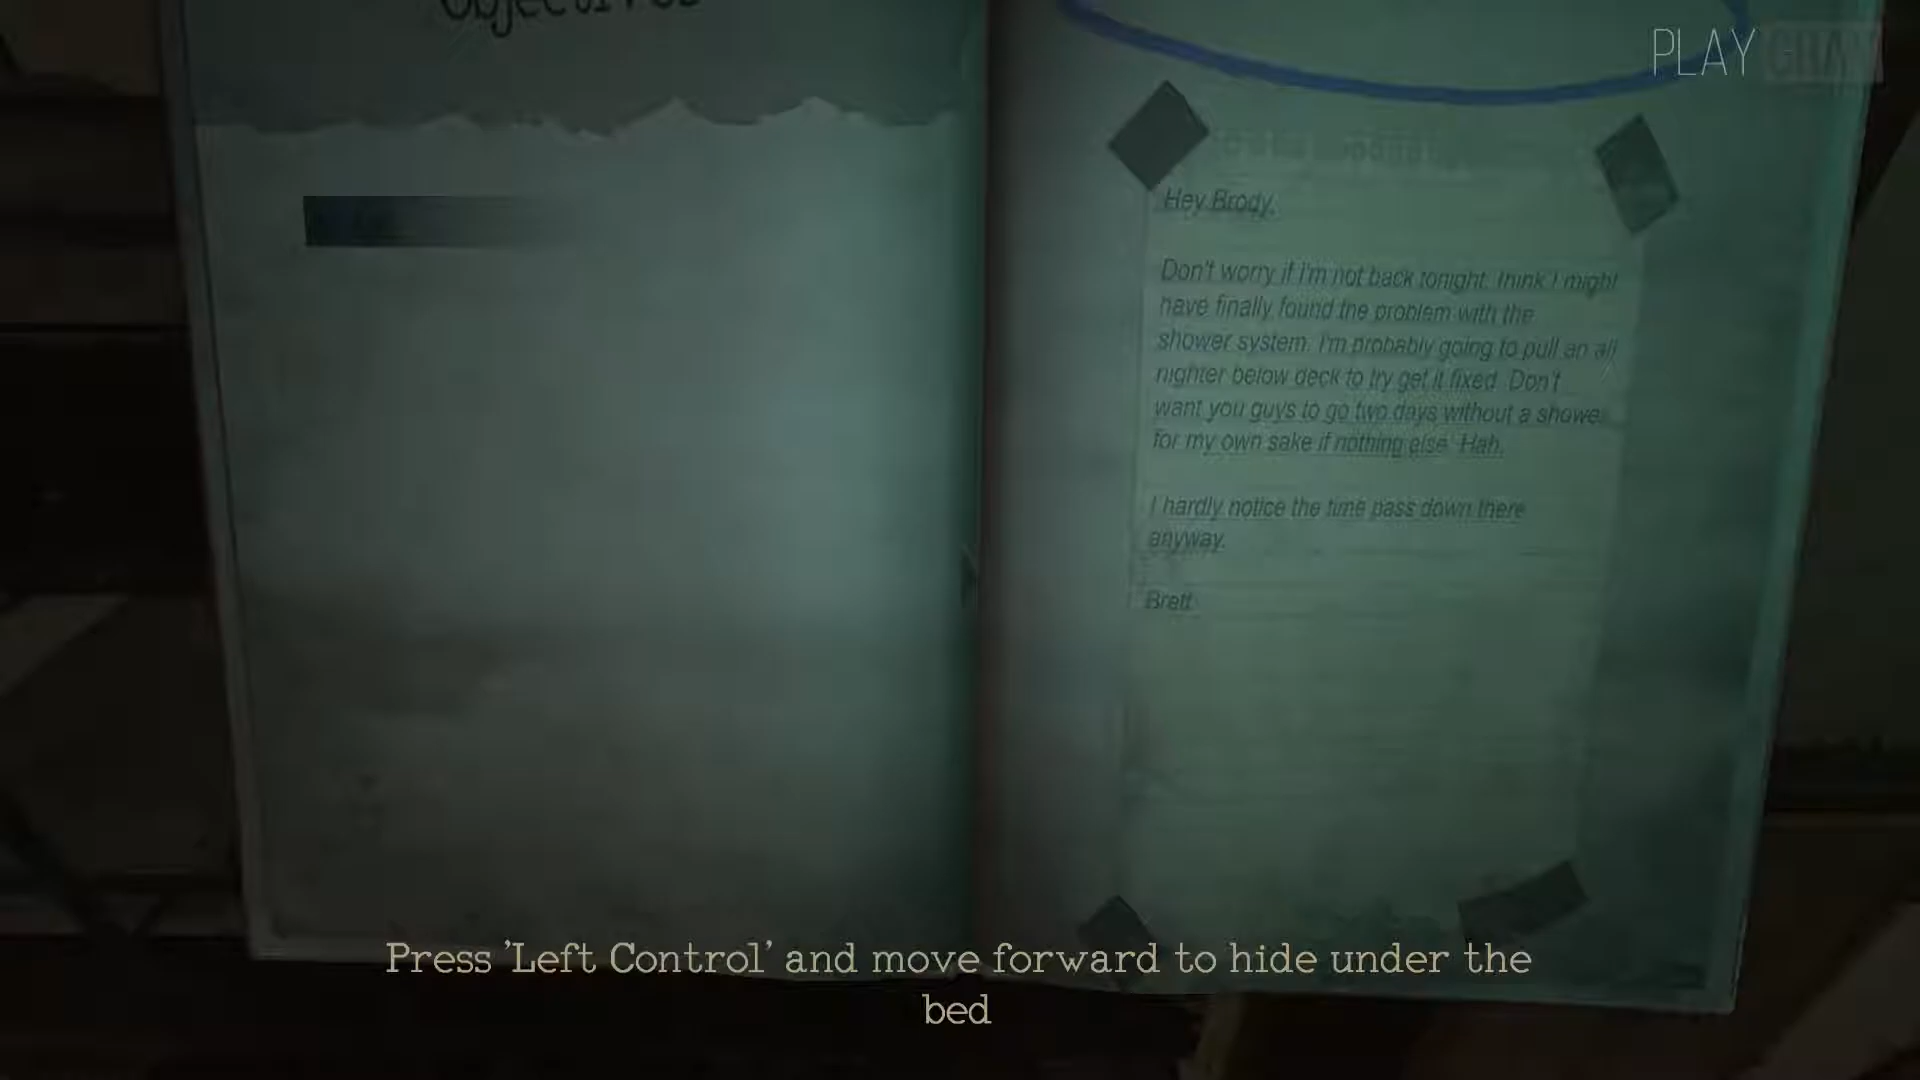 Objectives
PLAY GRAM
Hey Brody,
Don't worry if I'm not back tonight, think I might
have finally found the problem with the
shower system. I'm probably going to pull an all
nighter below deck to try get it fixed. Don't
want you guys to go two days without a shower
for my own sake if nothing else. Hah.
I hardly notice the time pass down there
anyway.
Brett
Press 'Left Control' and move forward to hide under the
bed